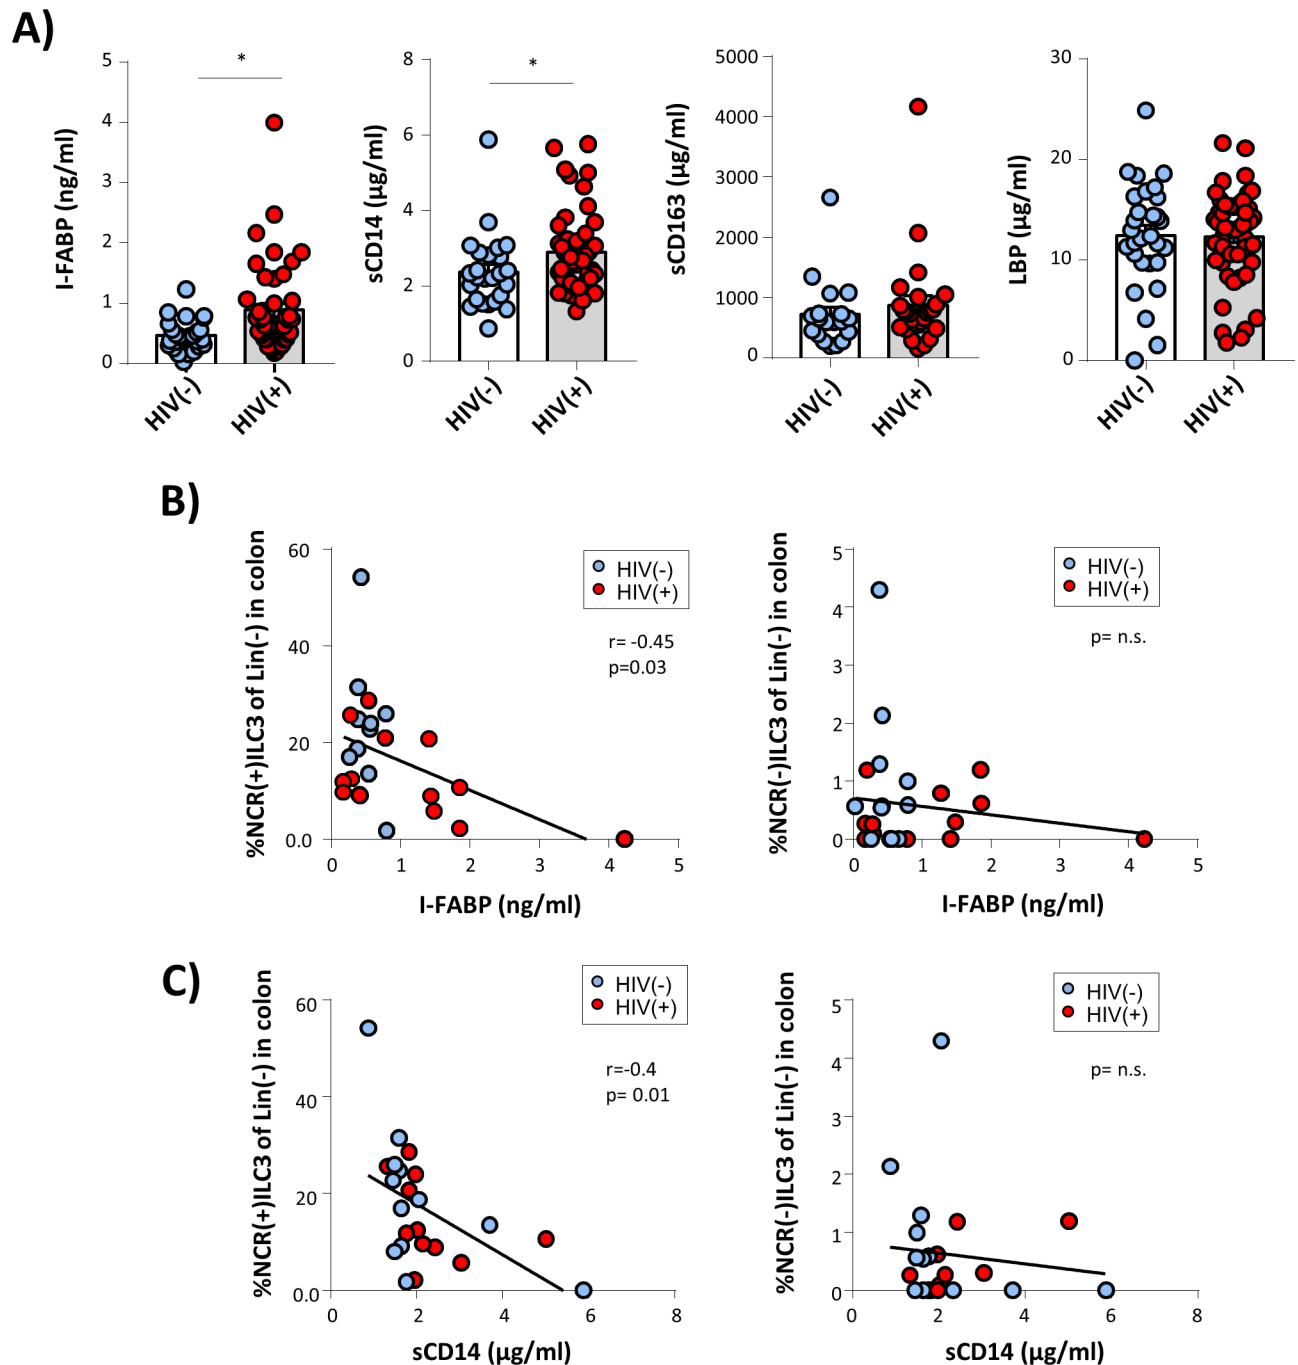 A)
I-FABP (ng/ml)
5
4
3
2
1
0
*
HIV(-)
HIV(+)
sCD14 (µg/ml)
8
6
4
2
0
*
HIV(-)
HIV(+)
sCD163 (µg/ml)
5000
4000
3000
2000
1000
0
HIV(-)
HIV(+)
LBP (µg/ml)
30
20
10
0
HIV(-)
HIV(+)
B)
%NCR(+)ILC3 of Lin(-) in colon
60
40
20
0.0
0
1
2
3
4
5
I-FABP (ng/ml)
HIV(-)
HIV(+)
r= -0.45
p=0.03
%NCR(-)ILC3 of Lin(-) in colon
5
4
3
2
1
0
0
1
2
3
4
5
I-FABP (ng/ml)
HIV(-)
HIV(+)
p= n.s.
C)
%NCR(+)ILC3 of Lin(-) in colon
60
40
20
0.0
0
2
4
6
8
sCD14 (µg/ml)
HIV(-)
HIV(+)
r=-0.4
p= 0.01
%NCR(-)ILC3 of Lin(-) in colon
5
4
3
2
1
0
0
2
4
6
8
sCD14 (µg/ml)
HIV(-)
HIV(+)
p= n.s.